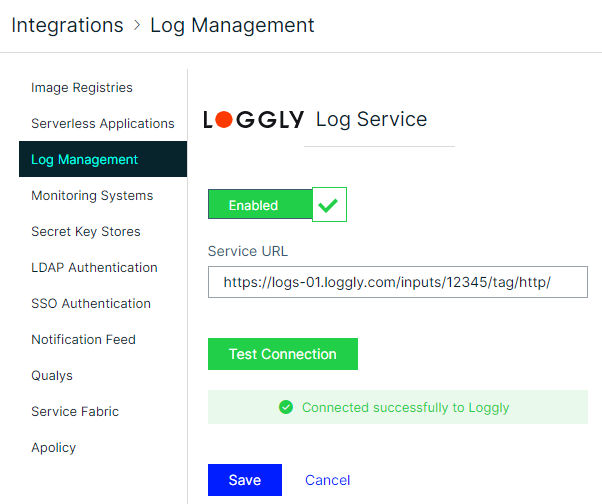 Integrations > Log Management
Image Registries
Serverless Applications
Log Management
Monitoring Systems
Secret Key Stores
LDAP Authentication
SSO Authentication
Notification Feed
Qualys
Service Fabric
Apolicy
LOGGLY Log Service
Enabled
Service URL
https://logs-01.loggly.com/inputs/12345/tag/http/
Test Connection
Connected successfully to Loggly
Save Cancel